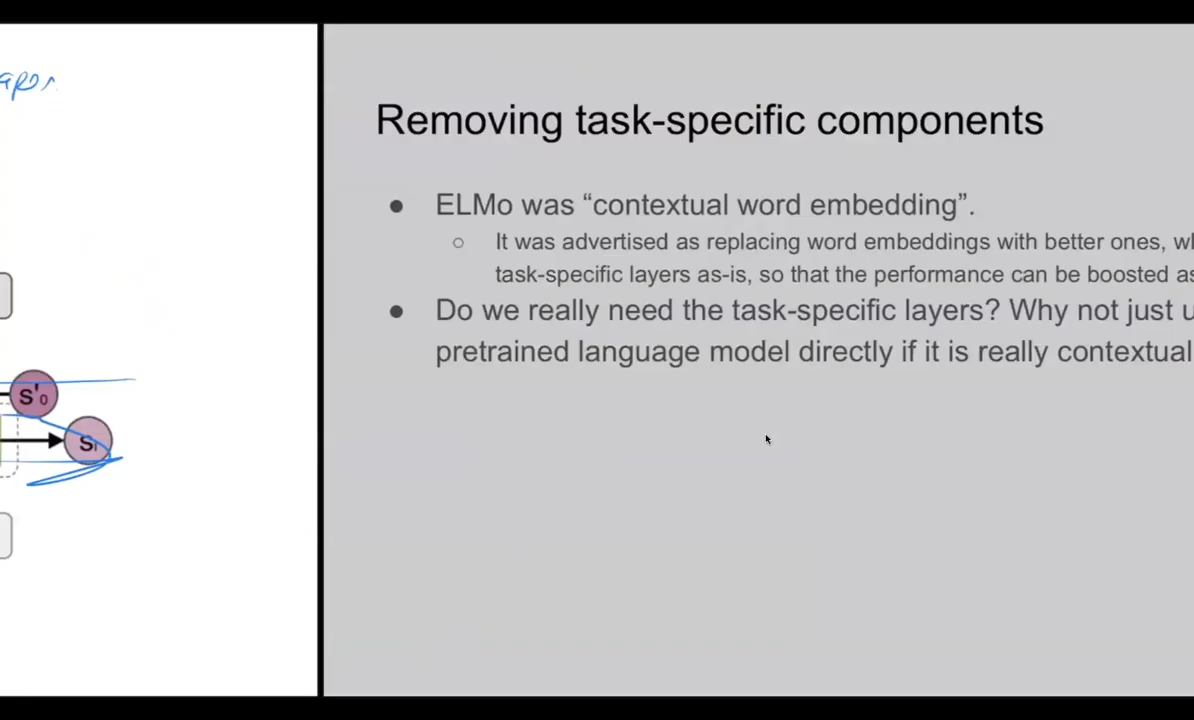 Removing task-specific components
● ELMo was “contextual word embedding”.
○ It was advertised as replacing word embeddings with better ones,
task-specific layers as-is, so that the performance can be boosted
● Do we really need the task-specific layers? Why not just
pretrained language model directly if it is really contextual
S'₀